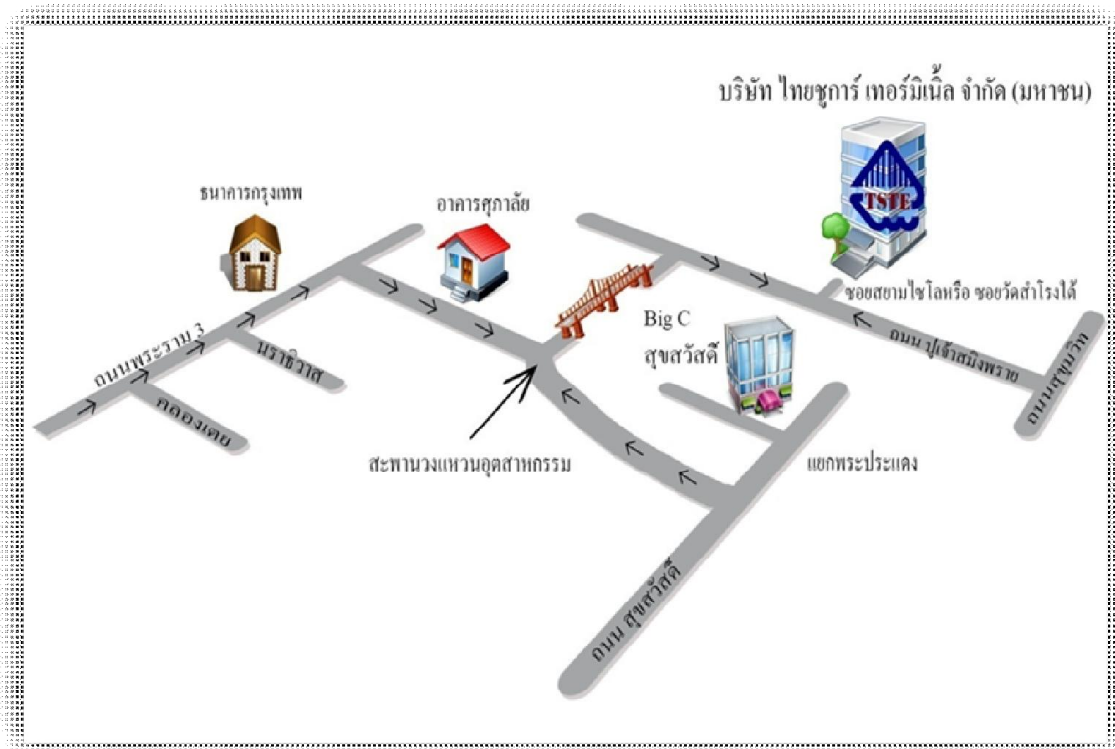 บริษัท ไทยชูการ์ เทอร์มิเนิ้ล จำกัด (มหาชน)
TSTE
ธนาคารกรุงเทพ
อาคารศุภาลัย
ซอยสยามไซโลหรือ ซอยวัดสำโรงใต้
Big C
สุขสวัสดิ์
ถนนพระราม 3
นราธิวาส
คลองเตย
ถนน ปู่เจ้าสมิงพราย
ถนนสุขุมวิท
สะพานวงแหวนอุตสาหกรรม
แยกพระประแดง
ถนน สุขสวัสดิ์